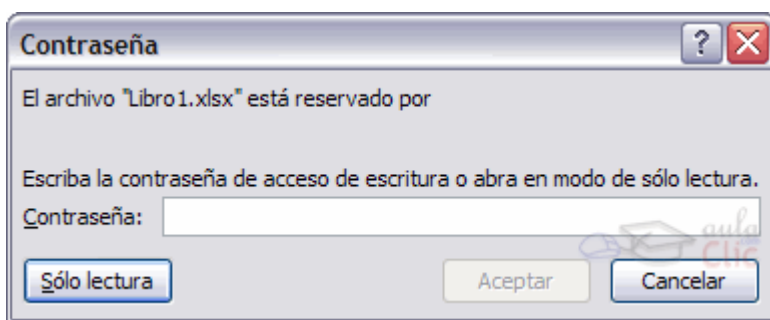 Contraseña
El archivo "Libro1.xlsx" está reservado por
Escriba la contraseña de acceso de escritura o abra en modo de sólo lectura.
Contraseña:
aula
Clic
Sólo lectura
Aceptar
Cancelar